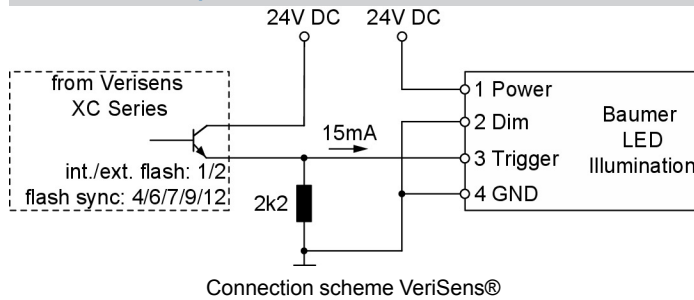 24V DC
24V DC
from Verisens
XC Series
int./ext. flash: 1/2
flash sync: 4/6/7/9/12
15mA
2k2
1 Power
2 Dim
3 Trigger
4 GND
Baumer
LED
Illumination
Connection scheme VeriSens®